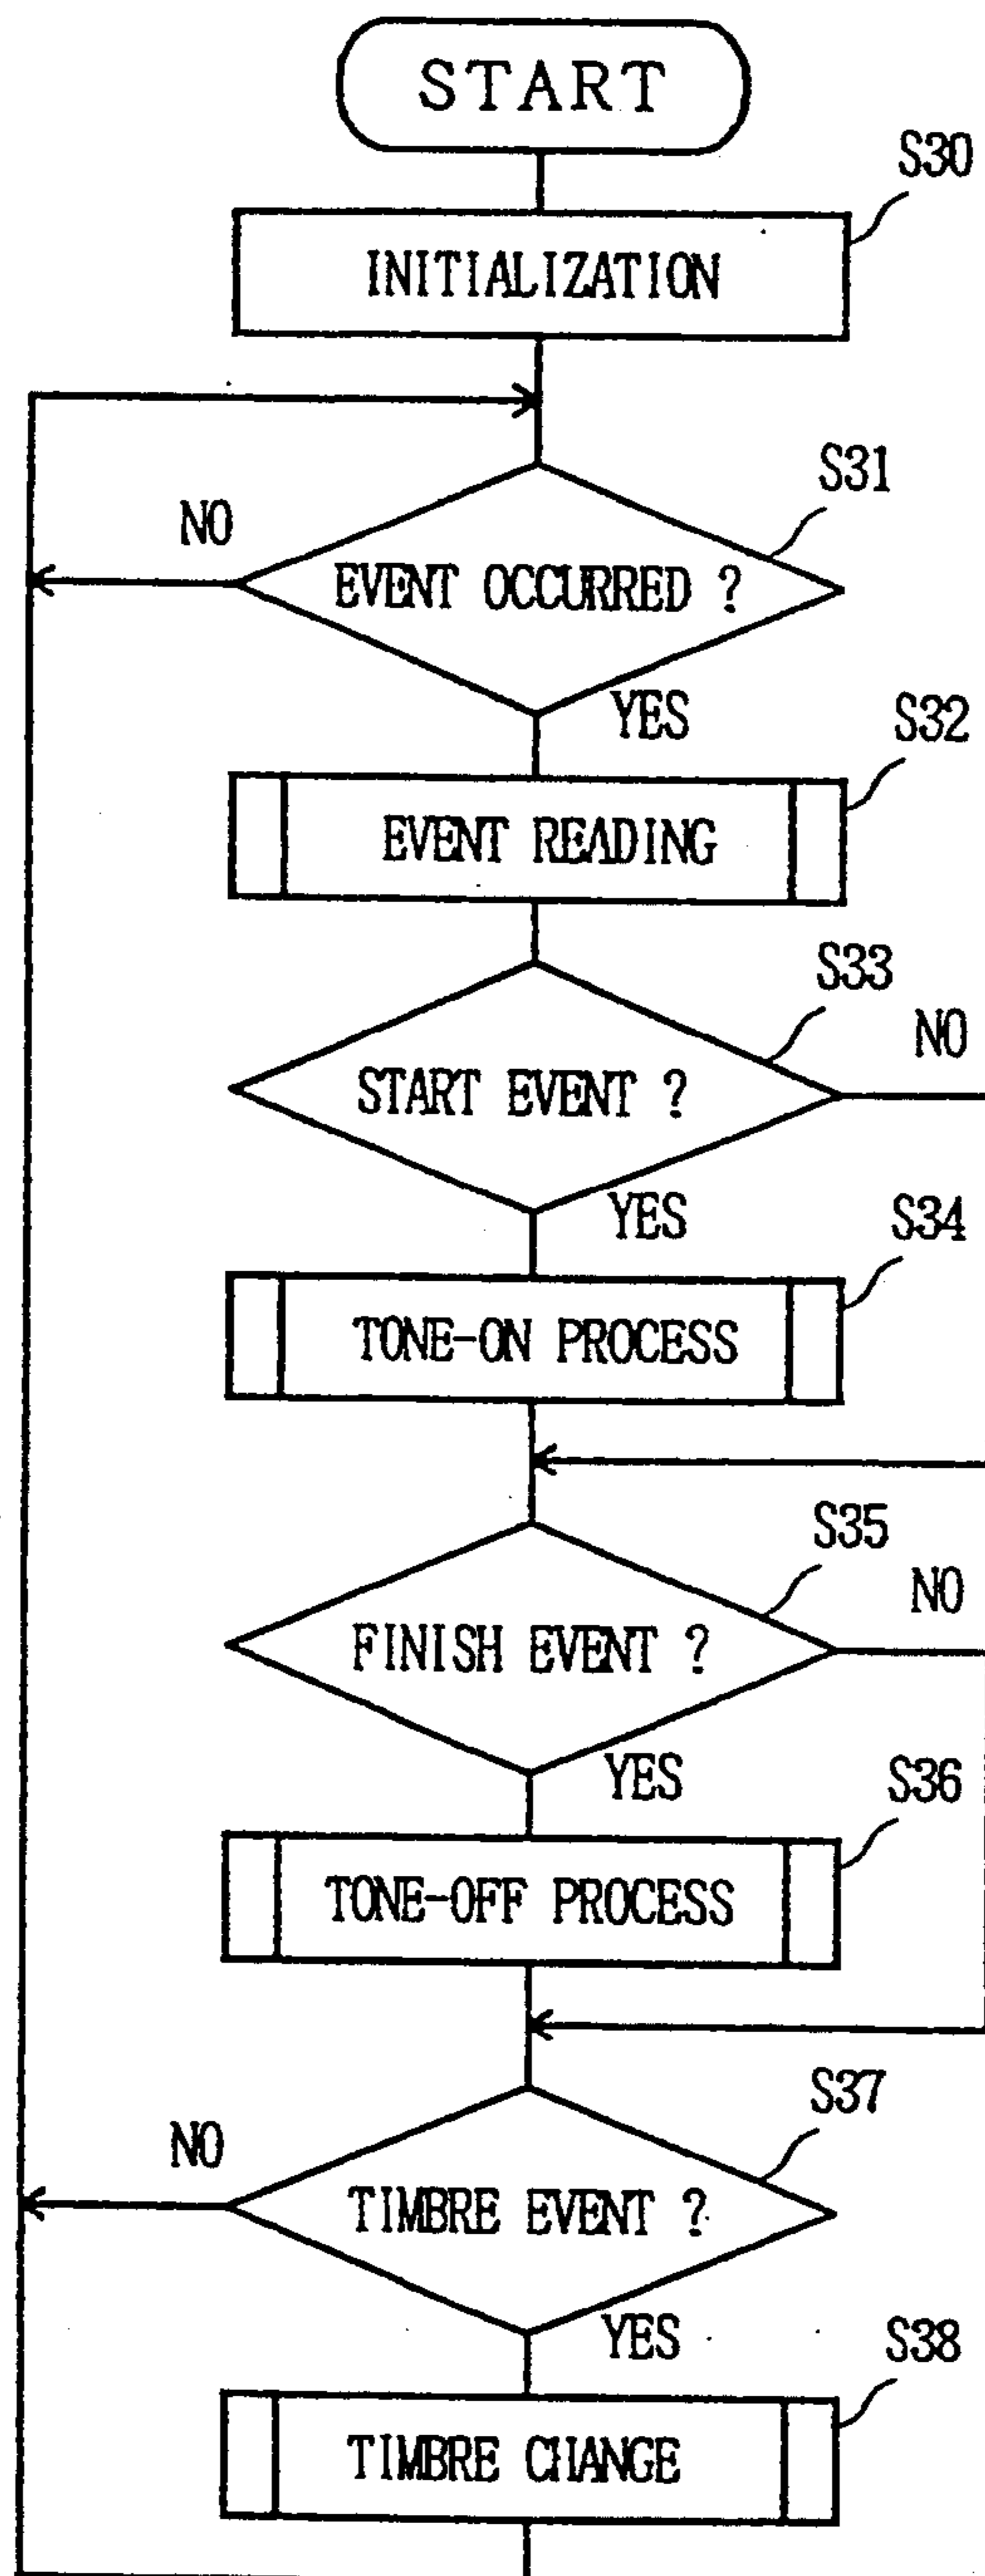 START
S30
INITIALIZATION
S31
NO
EVENT OCCURRED ?
YES
S32
EVENT READING
S33
NO
START EVENT ?
YES
S34
TONE-ON PROCESS
S35
NO
FINISH EVENT ?
YES
S36
TONE-OFF PROCESS
S37
NO
TIMBRE EVENT ?
YES
S38
TIMBRE CHANGE